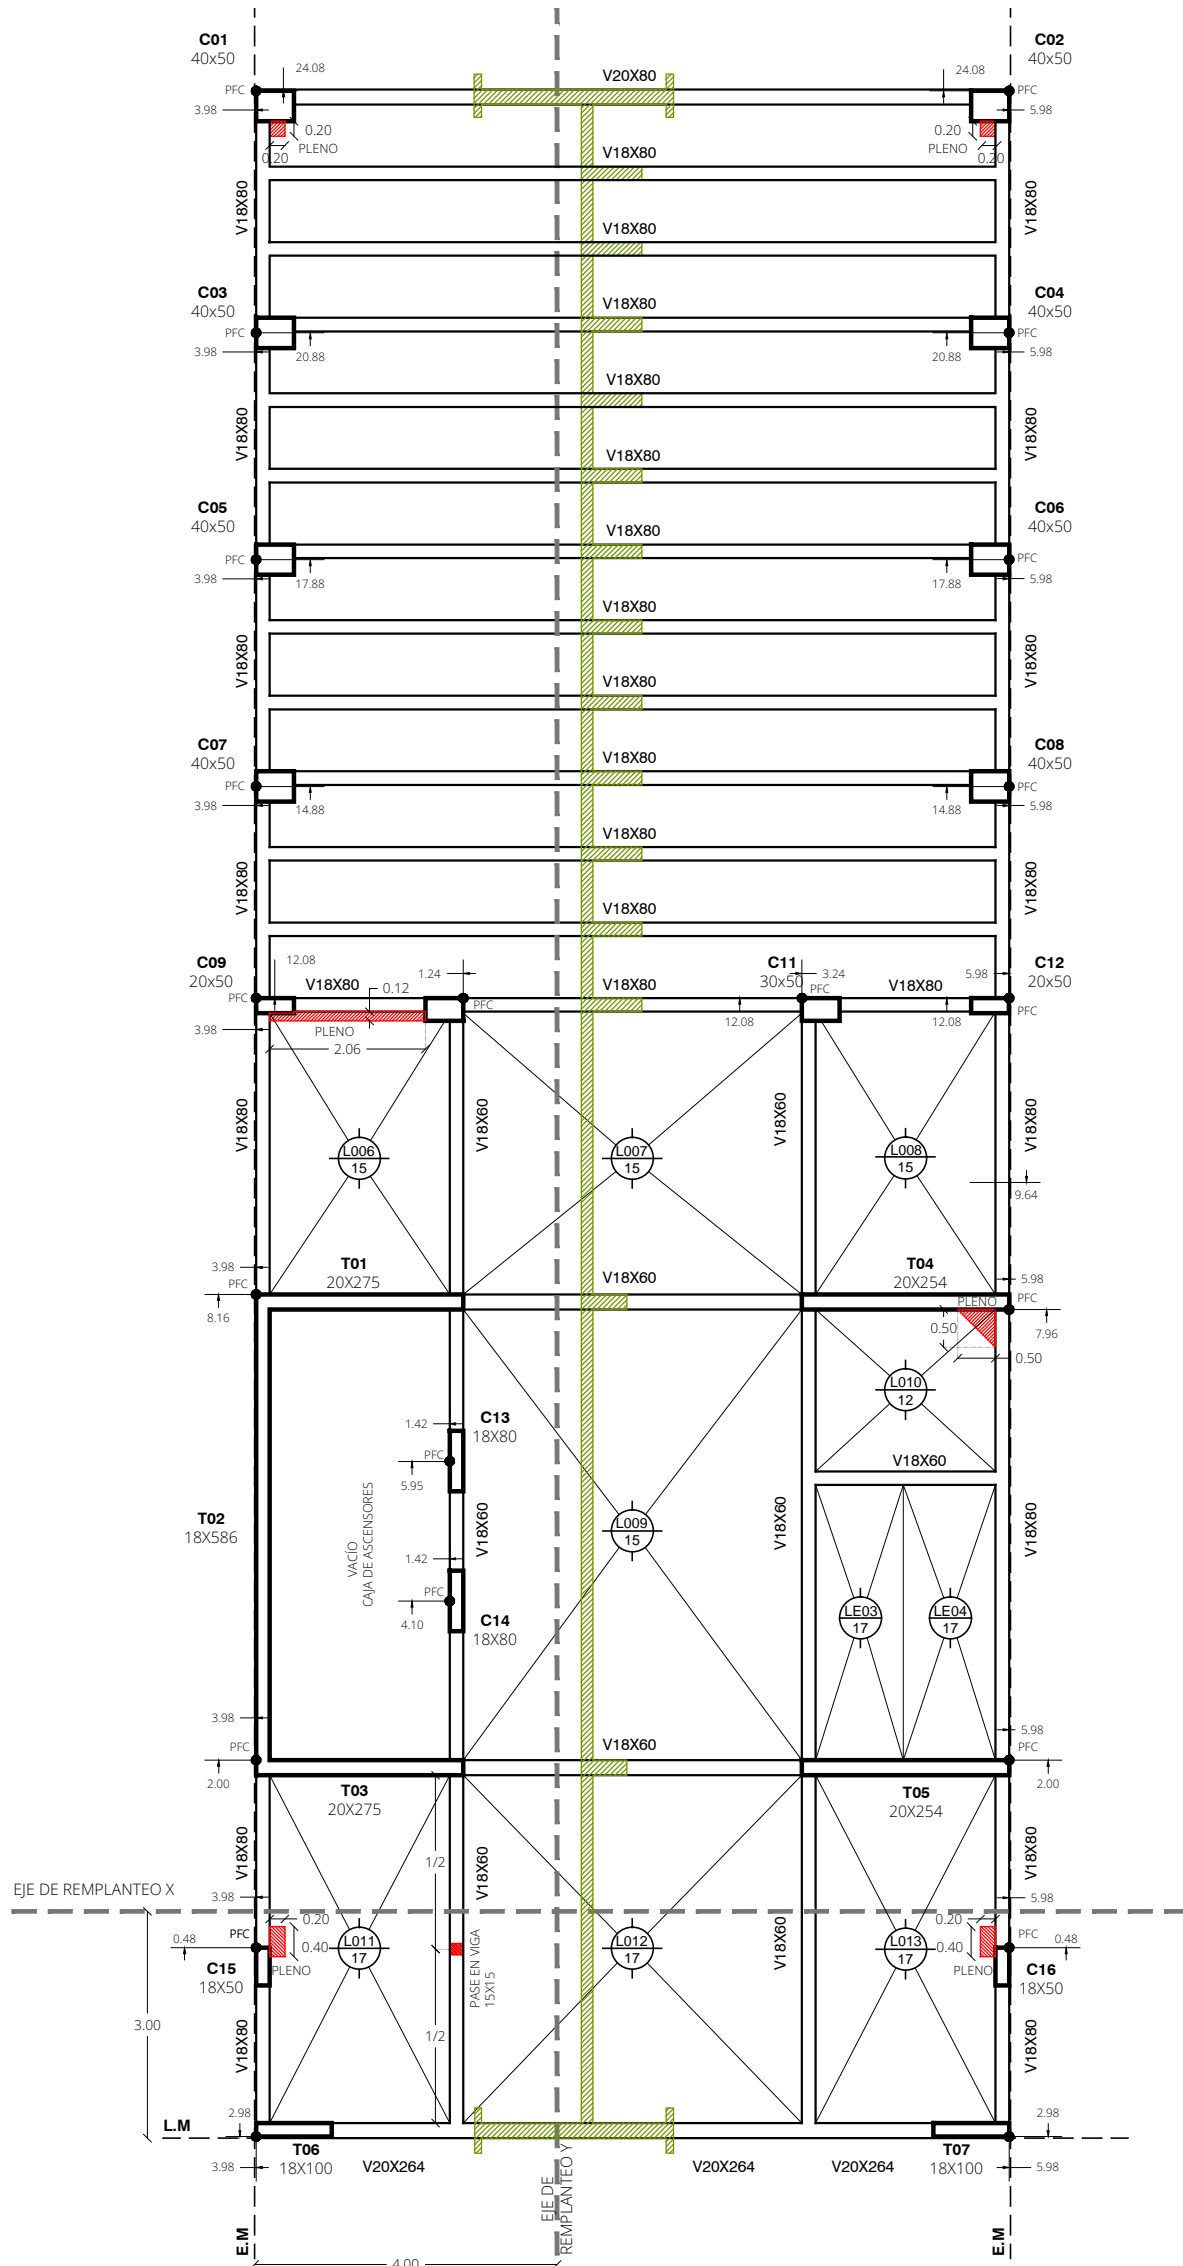 C01
40x50
24.08
V20X80
24.08
C02
40x50
PFC
3.98
PFC
5.98
0.20
PLENO
0.20
0.20
PLENO
0.20
V18X80
V18X80
V18X80
V18X80
C03
40x50
V18X80
C04
40x50
PFC
3.98
20.88
20.88
PFC
5.98
V18X80
V18X80
V18X80
V18X80
C05
40x50
V18X80
C06
40x50
PFC
3.98
17.88
17.88
PFC
5.98
V18X80
V18X80
V18X80
V18X80
C07
40x50
V18X80
C08
40x50
PFC
3.98
14.88
14.88
PFC
5.98
V18X80
V18X80
V18X80
V18X80
C09
20x50
12.08
V18X80
0.12
1.24
V18X80
C11
30x50
3.24
V18X80
5.98
C12
20x50
PFC
PFC
PFC
PFC
3.98
PLENO
2.06
12.08
12.08
V18X80
V18X60
V18X60
V18X80
L006
15
L007
15
L008
15
9.64
3.98
T01
20X275
V18X60
T04
20X254
5.98
PFC
PFC
8.16
PLENO
7.96
0.50
0.50
L010
12
1.42
C13
18X80
PFC
5.95
V18X60
T02
18X586
VACÍO
CAJA DE ASCENSORES
V18X60
L009
15
V18X60
V18X80
1.42
PFC
4.10
C14
18X80
LE03
17
LE04
17
3.98
5.98
PFC
V18X60
PFC
2.00
2.00
T03
20X275
T05
20X254
V18X80
1/2
V18X60
V18X80
EJE DE REMPLANTEO X
3.98
5.98
0.20
0.20
PFC
0.48
0.40
PLENO
L011
17
L012
17
V18X60
L013
17
0.40
PLENO
PFC
0.48
C15
18X50
PASE EN VIGA
15X15
C16
18X50
3.00
V18X80
1/2
V18X80
2.98
L.M
2.98
3.98
T06
18X100
V20X264
V20X264
V20X264
T07
18X100
5.98
EJE DE
REMPLANTEO Y
E.M
E.M
4.00